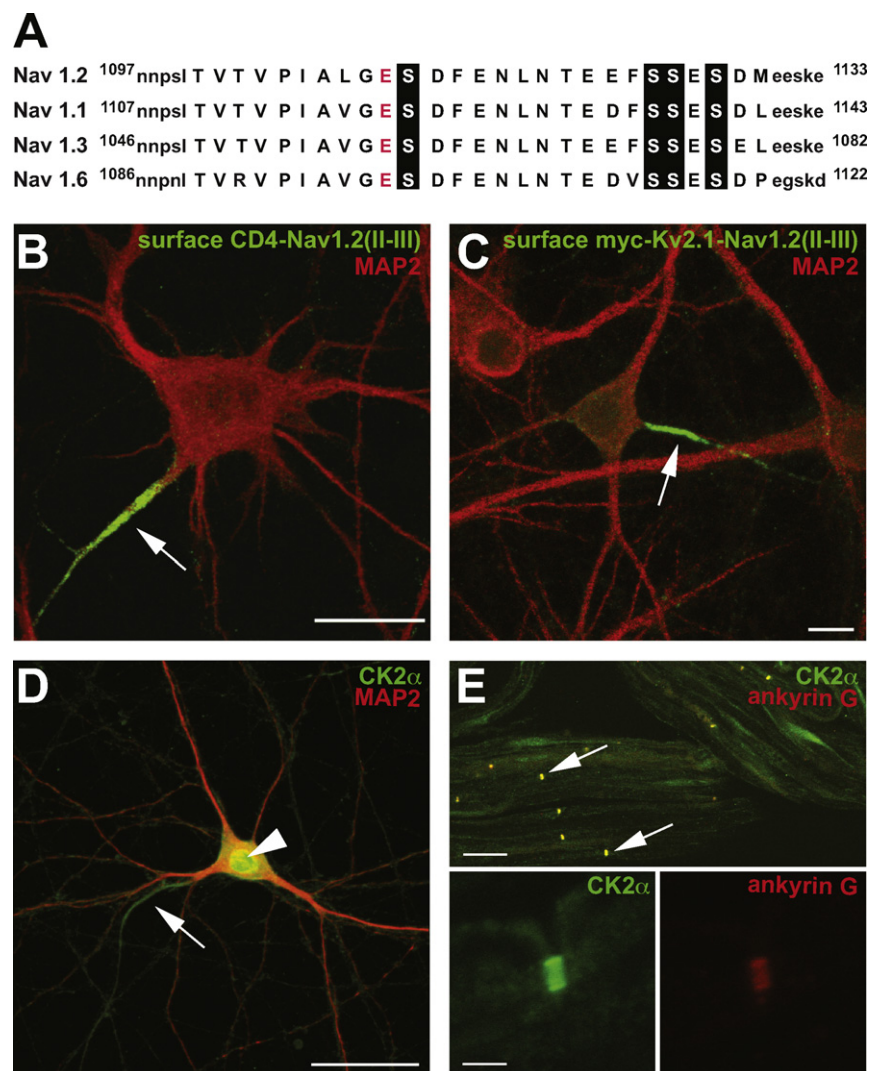 A
Nav 1.2 1097nnpsl T V T V P I A L G E S D F E N L N T E E F S S E S D M eeske 1133
Nav 1.1 1107nnpsl T V T V P I A V G E S D F E N L N T E D F S S E S D L eeske 1143
Nav 1.3 1046nnpsl T V T V P I A V G E S D F E N L N T E E F S S E S E L eeske 1082
Nav 1.6 1086nnpnl T V R V P I A V G E S D F E N L N T E D V S S E S D P egskd 1122
B
surface CD4-Nav1.2(II-III)
MAP2
C
surface myc-Kv2.1-Nav1.2(II-III)
MAP2
D
CK2α
MAP2
E
CK2α
ankyrin G
CK2α
ankyrin G